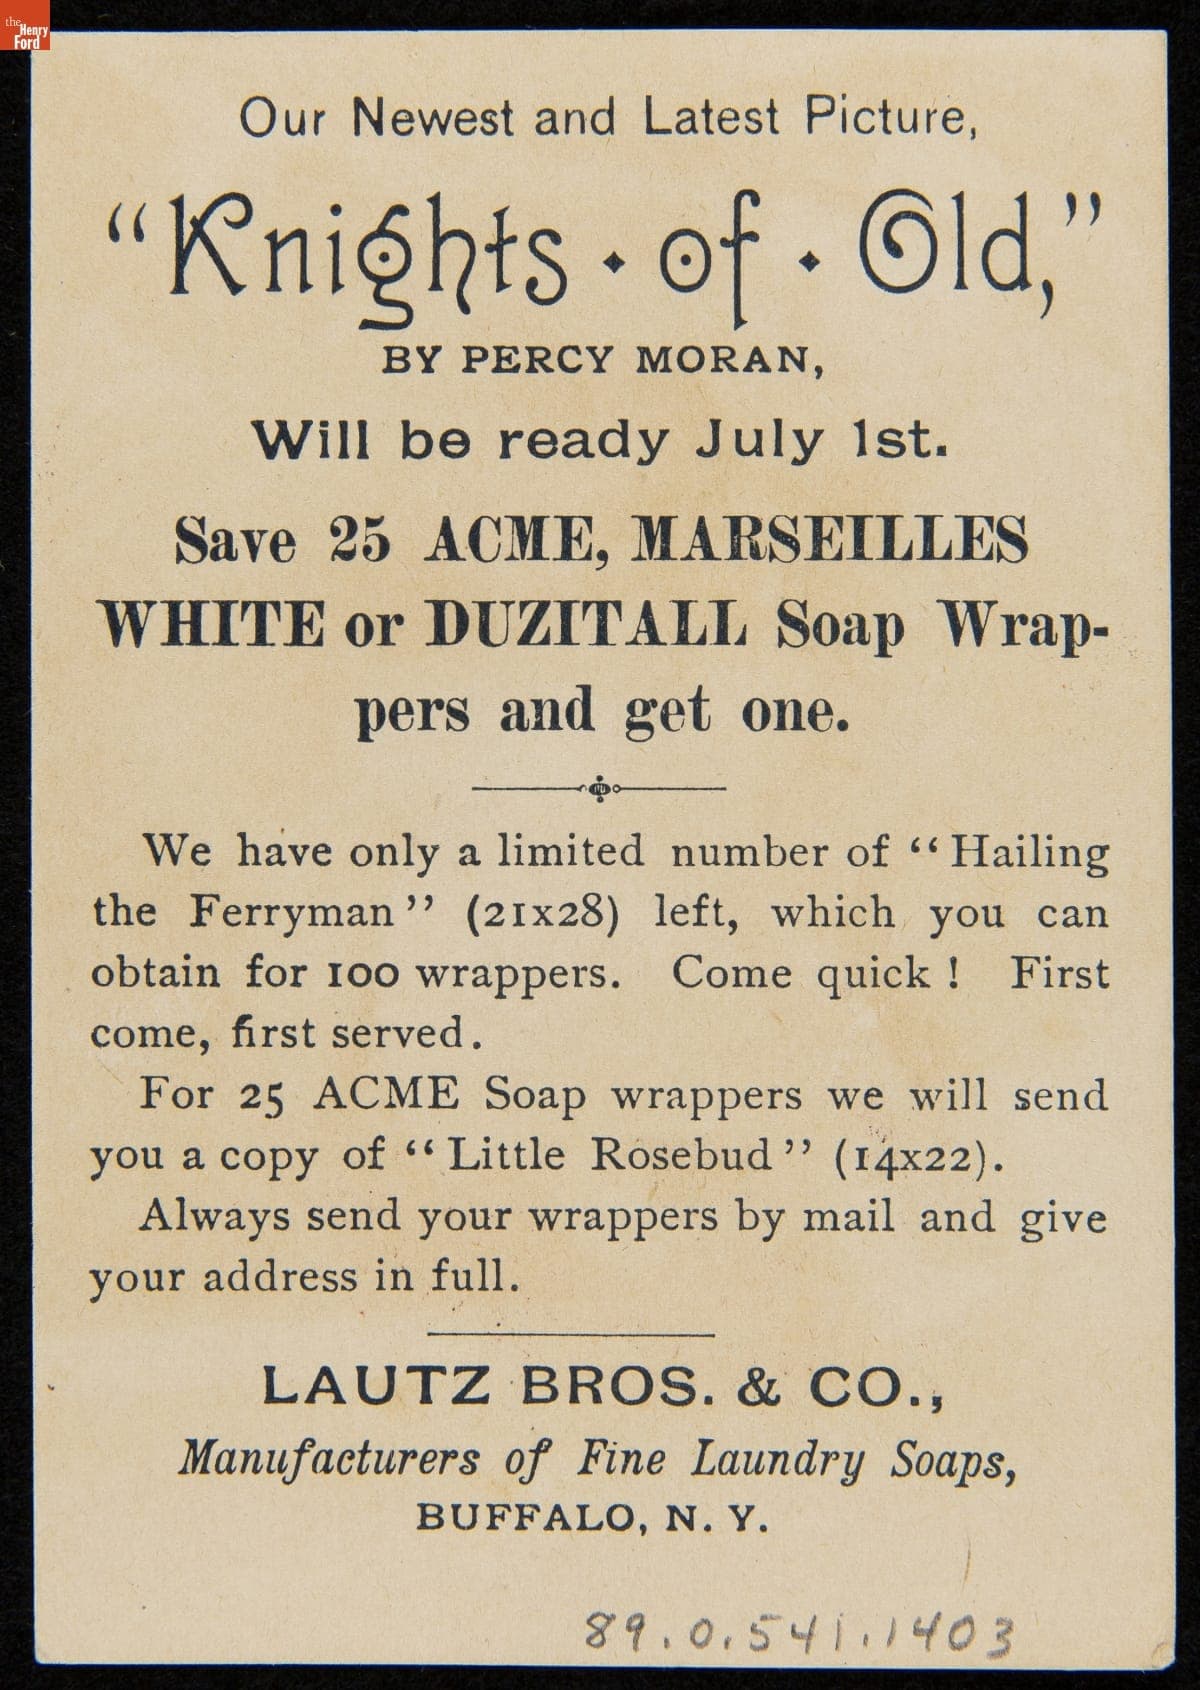 the
Henry
Ford
Our Newest and Latest Picture,
“Knights · of · Old,”
BY PERCY MORAN,
Will be ready July 1st.
Save 25 ACME, MARSEILLES
WHITE or DUZITALL Soap Wrap-
pers and get one.
We have only a limited number of “ Hailing
the Ferryman ” (21x28) left, which you can
obtain for 100 wrappers. Come quick ! First
come, first served.
For 25 ACME Soap wrappers we will send
you a copy of “ Little Rosebud ” (14x22).
Always send your wrappers by mail and give
your address in full.
LAUTZ BROS. & CO.,
Manufacturers of Fine Laundry Soaps,
BUFFALO, N. Y.
89.0.541.1403